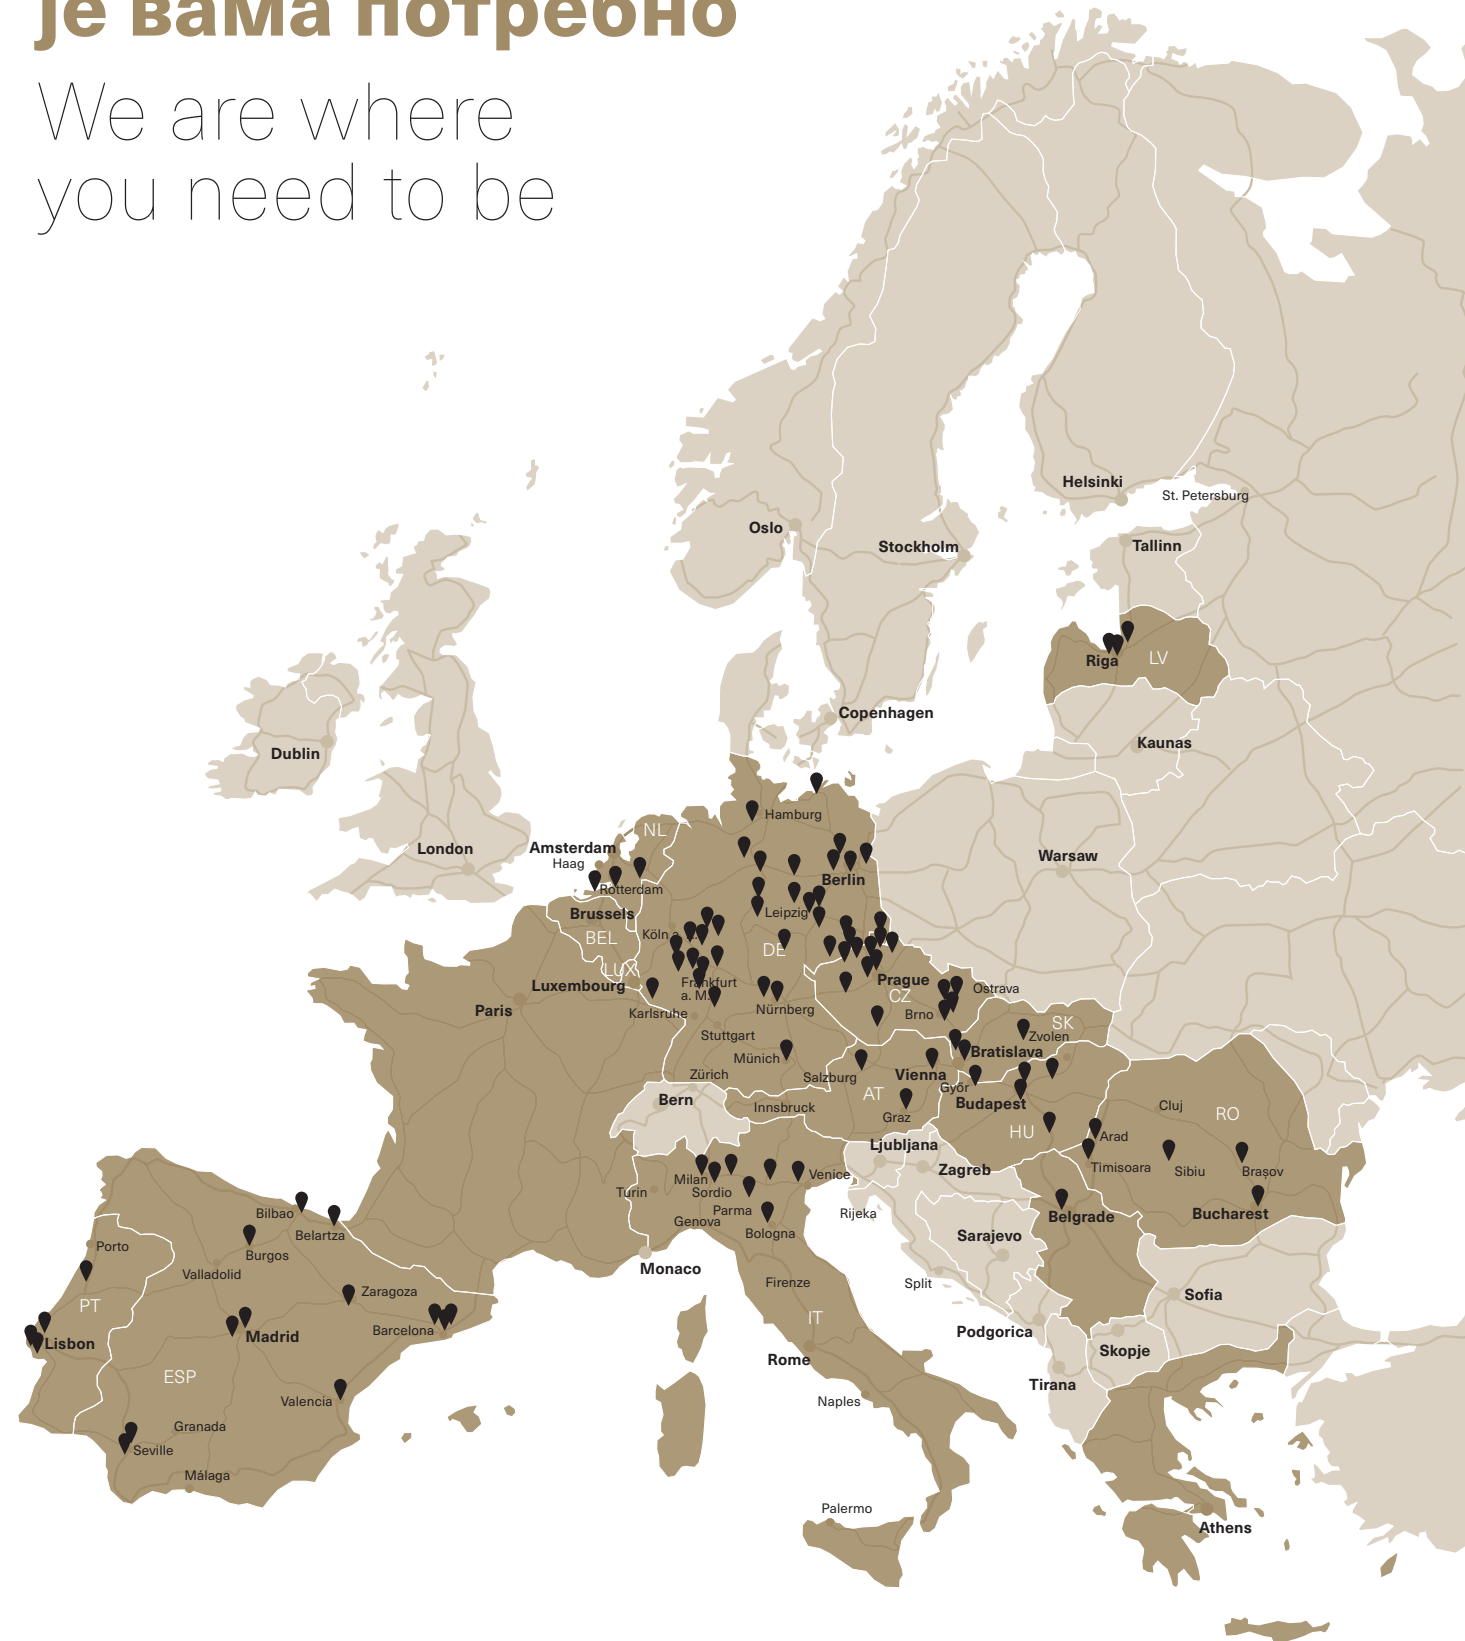 је вама потребно
We are where
you need to be
Helsinki
St. Petersburg
Oslo
Stockholm
Tallinn
Riga
LV
Copenhagen
Dublin
Kaunas
Hamburg
NL
London
Amsterdam
Haag
Warsaw
Rotterdam
Berlin
Brussels
Leipzig
BEL
Köln a.
DE
LUX
Luxembourg
Frankfurt
a. M.
Prague
CZ
Ostrava
Paris
Karlsruhe
Nürnberg
Brno
SK
Stuttgart
Zvolen
Münich
Bratislava
Zürich
Salzburg
Vienna
Győr
Bern
Innsbruck
AT
Graz
Budapest
Cluj
RO
HU
Arad
Ljubljana
Zagreb
Timisoara
Sibiu
Brașov
Milan
Venice
Turin
Sordio
Parma
Genova
Bologna
Rijeka
Belgrade
Bucharest
Bilbao
Belartza
Porto
Burgos
Valladolid
Sarajevo
Monaco
Zaragoza
Firenze
Split
Sofia
PT
IT
Lisbon
Madrid
Barcelona
Podgorica
Skopje
Rome
ESP
Tirana
Valencia
Naples
Granada
Seville
Málaga
Palermo
Athens